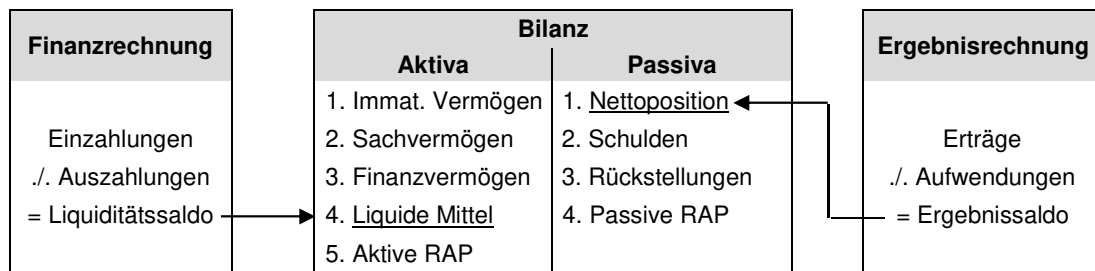 Finanzrechnung
Einzahlungen
./. Auszahlungen
= Liquiditätssaldo
Bilanz
Aktiva
1. Immat. Vermögen
2. Sachvermögen
3. Finanzvermögen
4. Liquide Mittel
5. Aktive RAP
Passiva
1. Nettoposition
2. Schulden
3. Rückstellungen
4. Passive RAP
Ergebnisrechnung
Erträge
./. Aufwendungen
= Ergebnissaldo